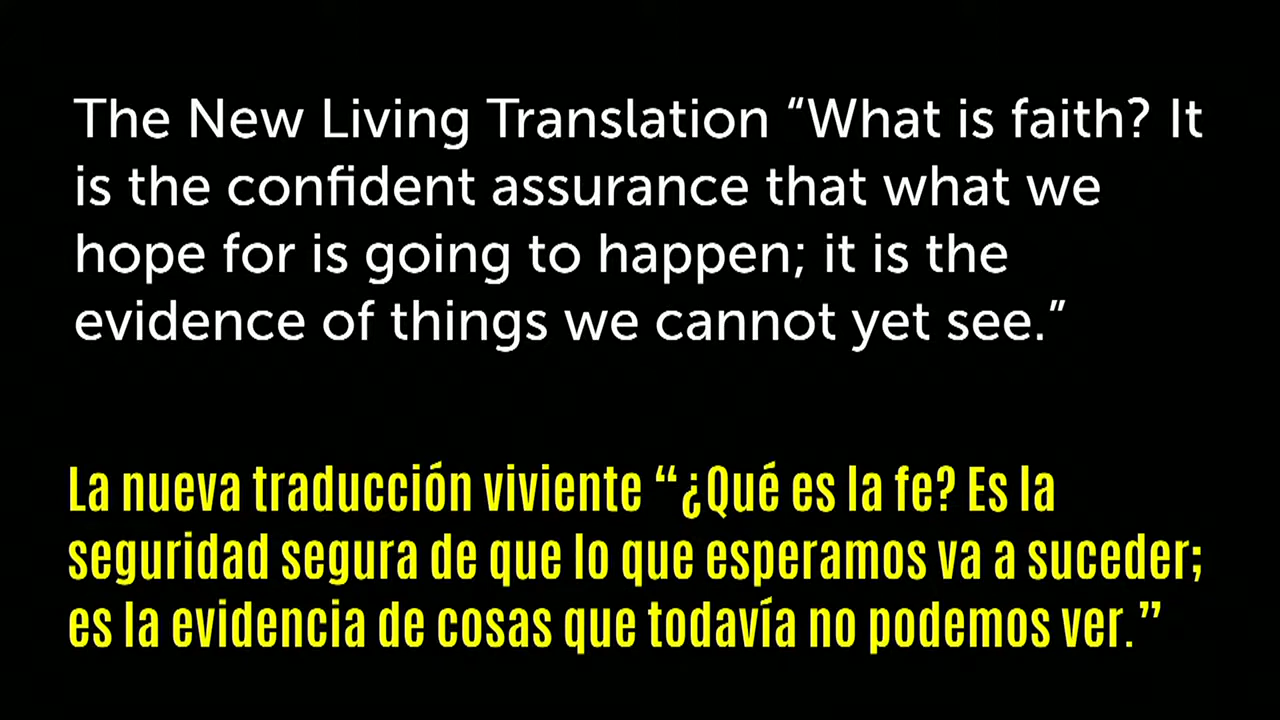 The New Living Translation “What is faith? It
is the confident assurance that what we
hope for is going to happen; it is the
evidence of things we cannot yet see.”
La nueva traducción viviente “¿Qué es la fe? Es la
seguridad segura de que lo que esperamos va a suceder;
es la evidencia de cosas que todavía no podemos ver.”